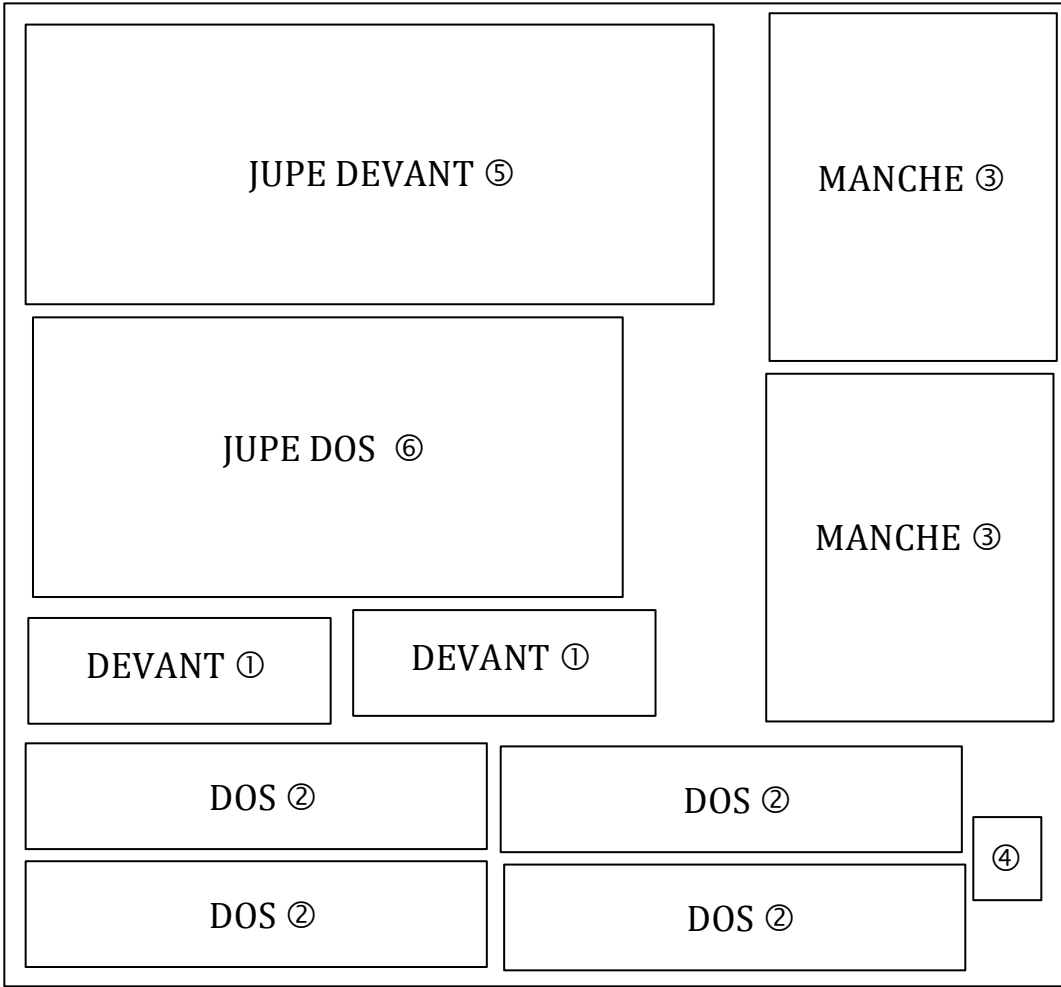 JUPE DEVANT ⑤
MANCHE ③
JUPE DOS ⑥
MANCHE ③
DEVANT ①
DEVANT ①
DOS ②
DOS ②
④
DOS ②
DOS ②